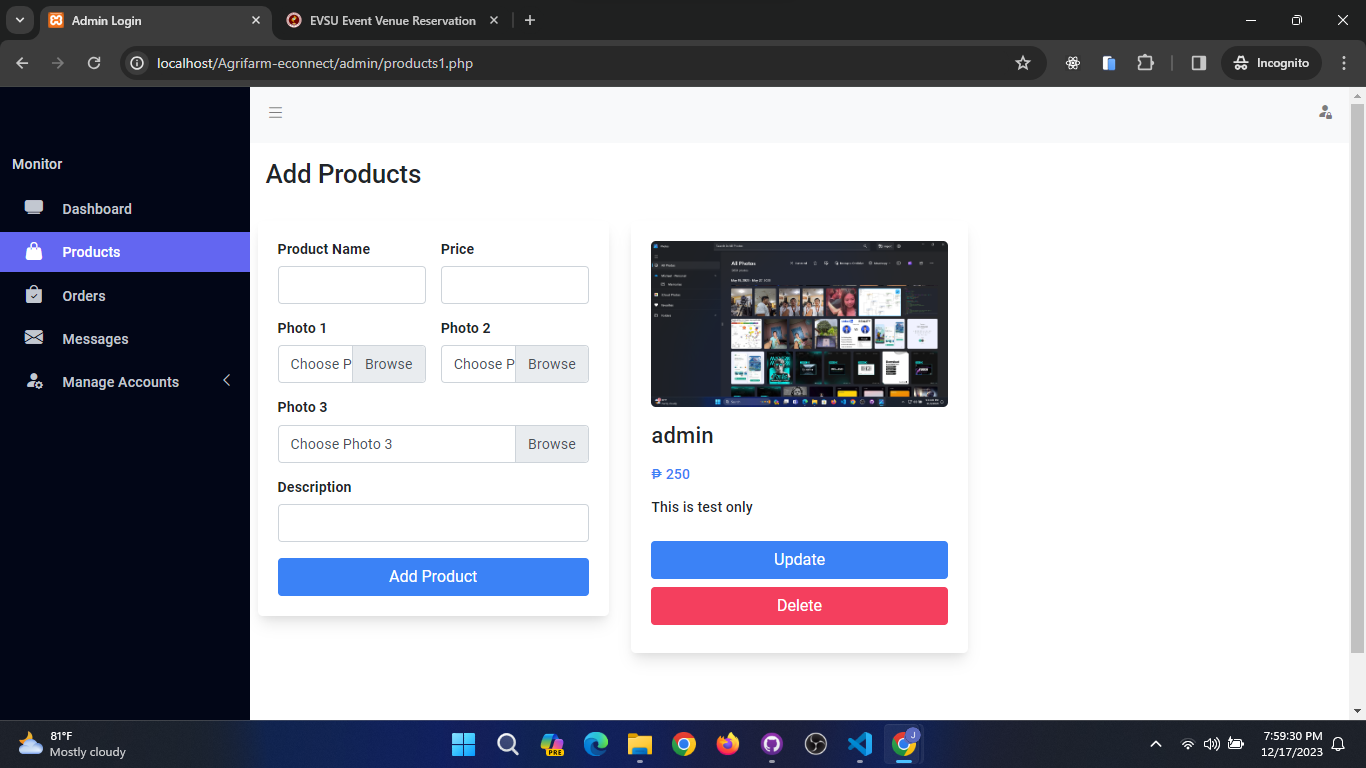 Admin Login
EVSU Event Venue Reservation
localhost/Agrifarm-econnect/admin/products1.php
Incognito
Monitor
Dashboard
Products
Orders
Messages
Manage Accounts
Add Products
Product Name
Price
Photo 1
Photo 2
Choose P
Browse
Choose P
Browse
Photo 3
Choose Photo 3
Browse
Description
Add Product
All Photos
admin
₱ 250
This is test only
Update
Delete
81°F
Mostly cloudy
PRE
J
7:59:30 PM
12/17/2023